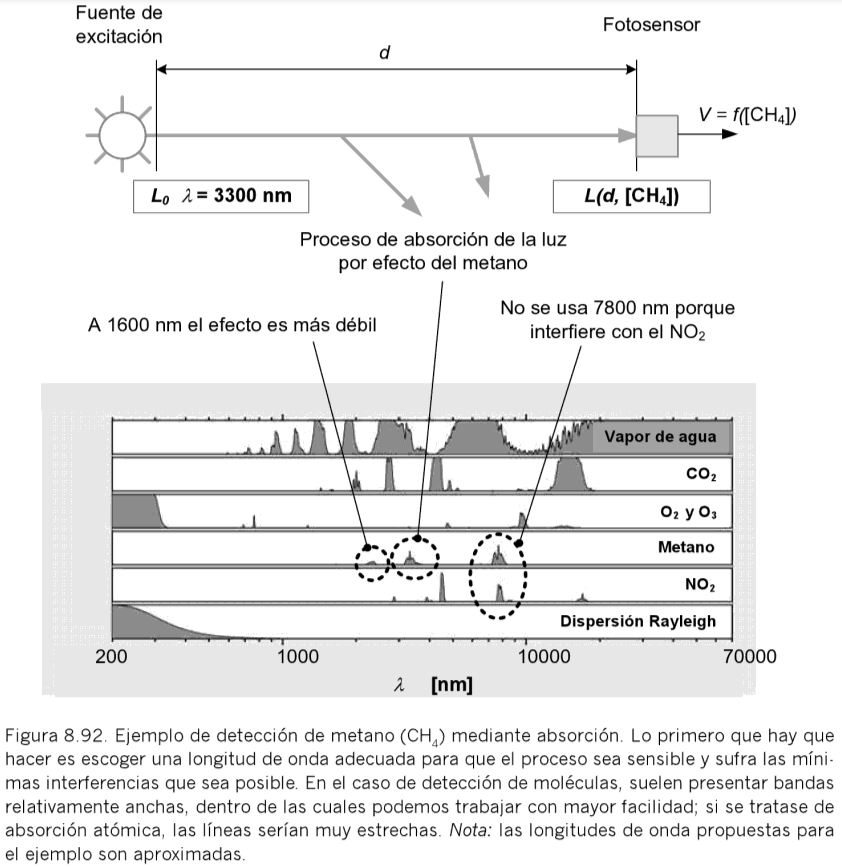 Fuente de
excitación
Fotosensor
d
V = f([CH₄])
L₀ λ = 3300 nm
L(d, [CH₄])
Proceso de absorción de la luz
por efecto del metano
A 1600 nm el efecto es más débil
No se usa 7800 nm porque
interfiere con el NO₂
Vapor de agua
CO₂
O₂ y O₃
Metano
NO₂
Dispersión Rayleigh
200 1000 10000 70000
λ [nm]
Figura 8.92. Ejemplo de detección de metano (CH₄) mediante absorción. Lo primero que hay que
hacer es escoger una longitud de onda adecuada para que el proceso sea sensible y sufra las míni-
mas interferencias que sea posible. En el caso de detección de moléculas, suelen presentar bandas
relativamente anchas, dentro de las cuales podemos trabajar con mayor facilidad; si se tratase de
absorción atómica, las líneas serían muy estrechas. Nota: las longitudes de onda propuestas para
el ejemplo son aproximadas.